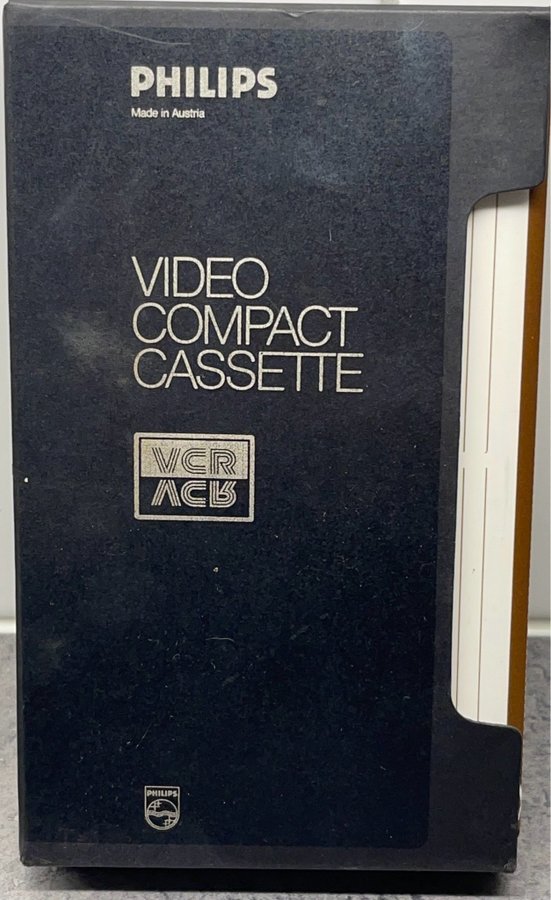 PHILIPS
Made in Austria
VIDEO
COMPACT
CASSETTE
VCR
VCR
PHILIPS